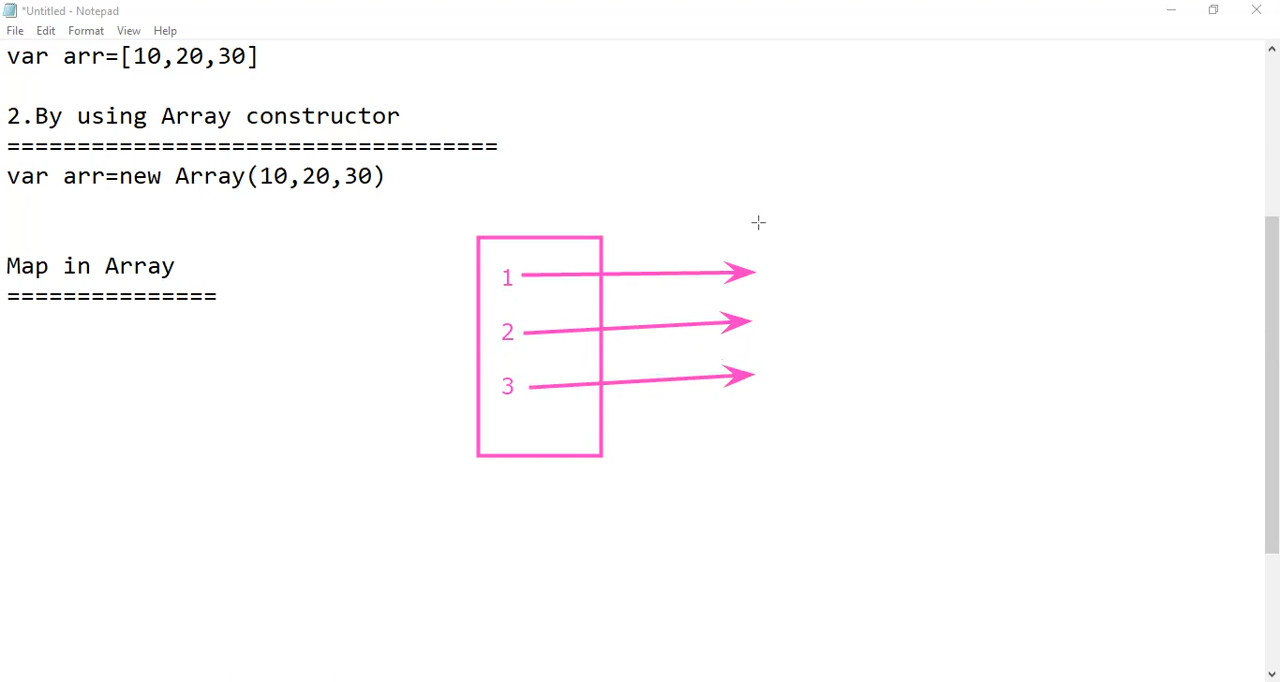 *Untitled - Notepad
File Edit Format View Help
var arr=[10,20,30]
2.By using Array constructor
===================================
var arr=new Array(10,20,30)
Map in Array
===============
1
2
3